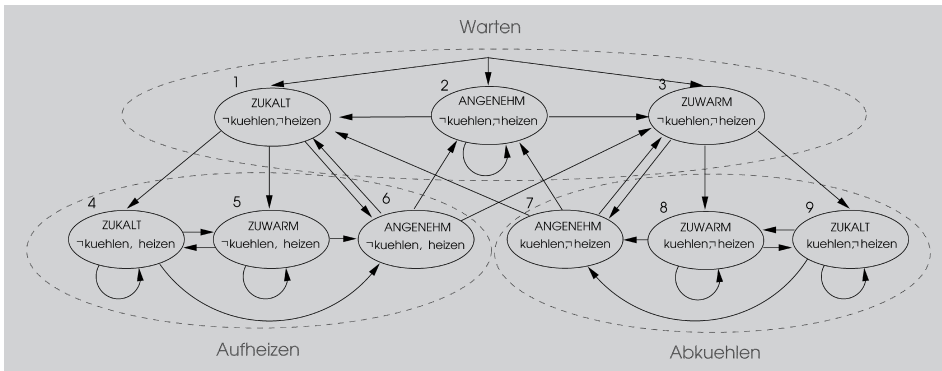 Warten
1
ZUKALT
¬kuehlen,¬heizen
2
ANGENEHM
¬kuehlen,¬heizen
3
ZUWARM
¬kuehlen,¬heizen
4
ZUKALT
¬kuehlen, heizen
5
ZUWARM
¬kuehlen, heizen
6
ANGENEHM
¬kuehlen, heizen
7
ANGENEHM
kuehlen,¬heizen
8
ZUWARM
kuehlen,¬heizen
9
ZUKALT
kuehlen,¬heizen
Aufheizen
Abkuehlen